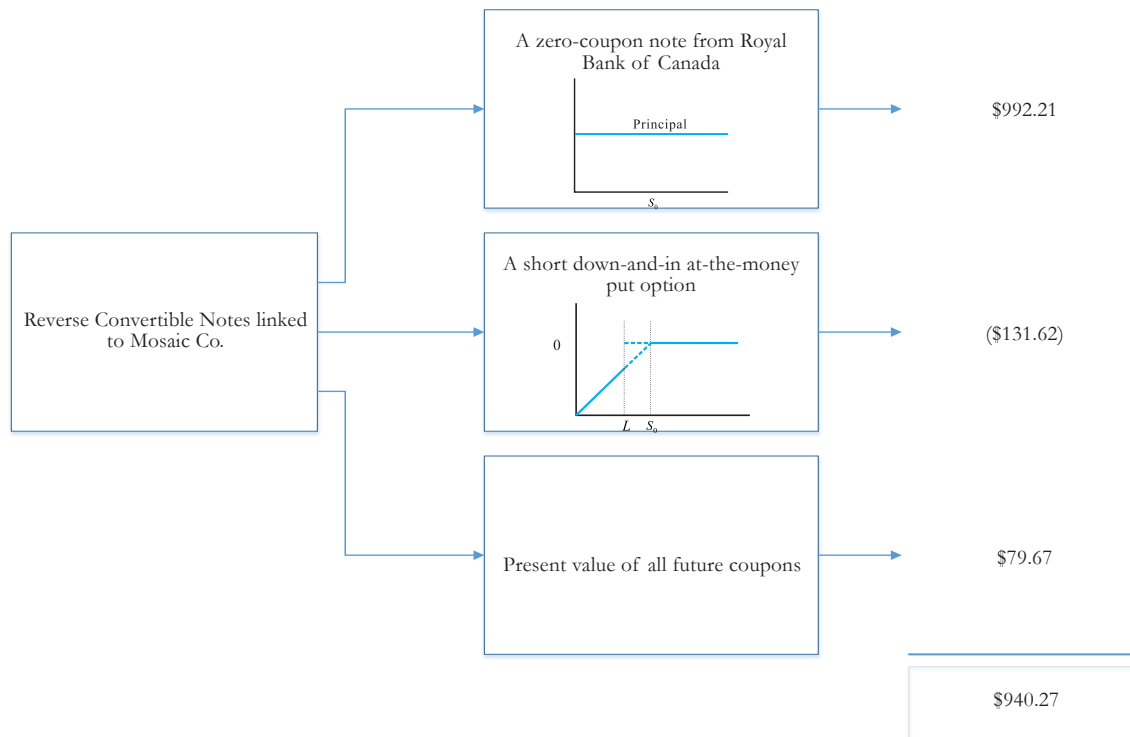 A zero-coupon note from Royal
Bank of Canada
Principal
S₀
$992.21
Reverse Convertible Notes linked
to Mosaic Co.
A short down-and-in at-the-money
put option
0
L S₀
($131.62)
Present value of all future coupons
$79.67
$940.27